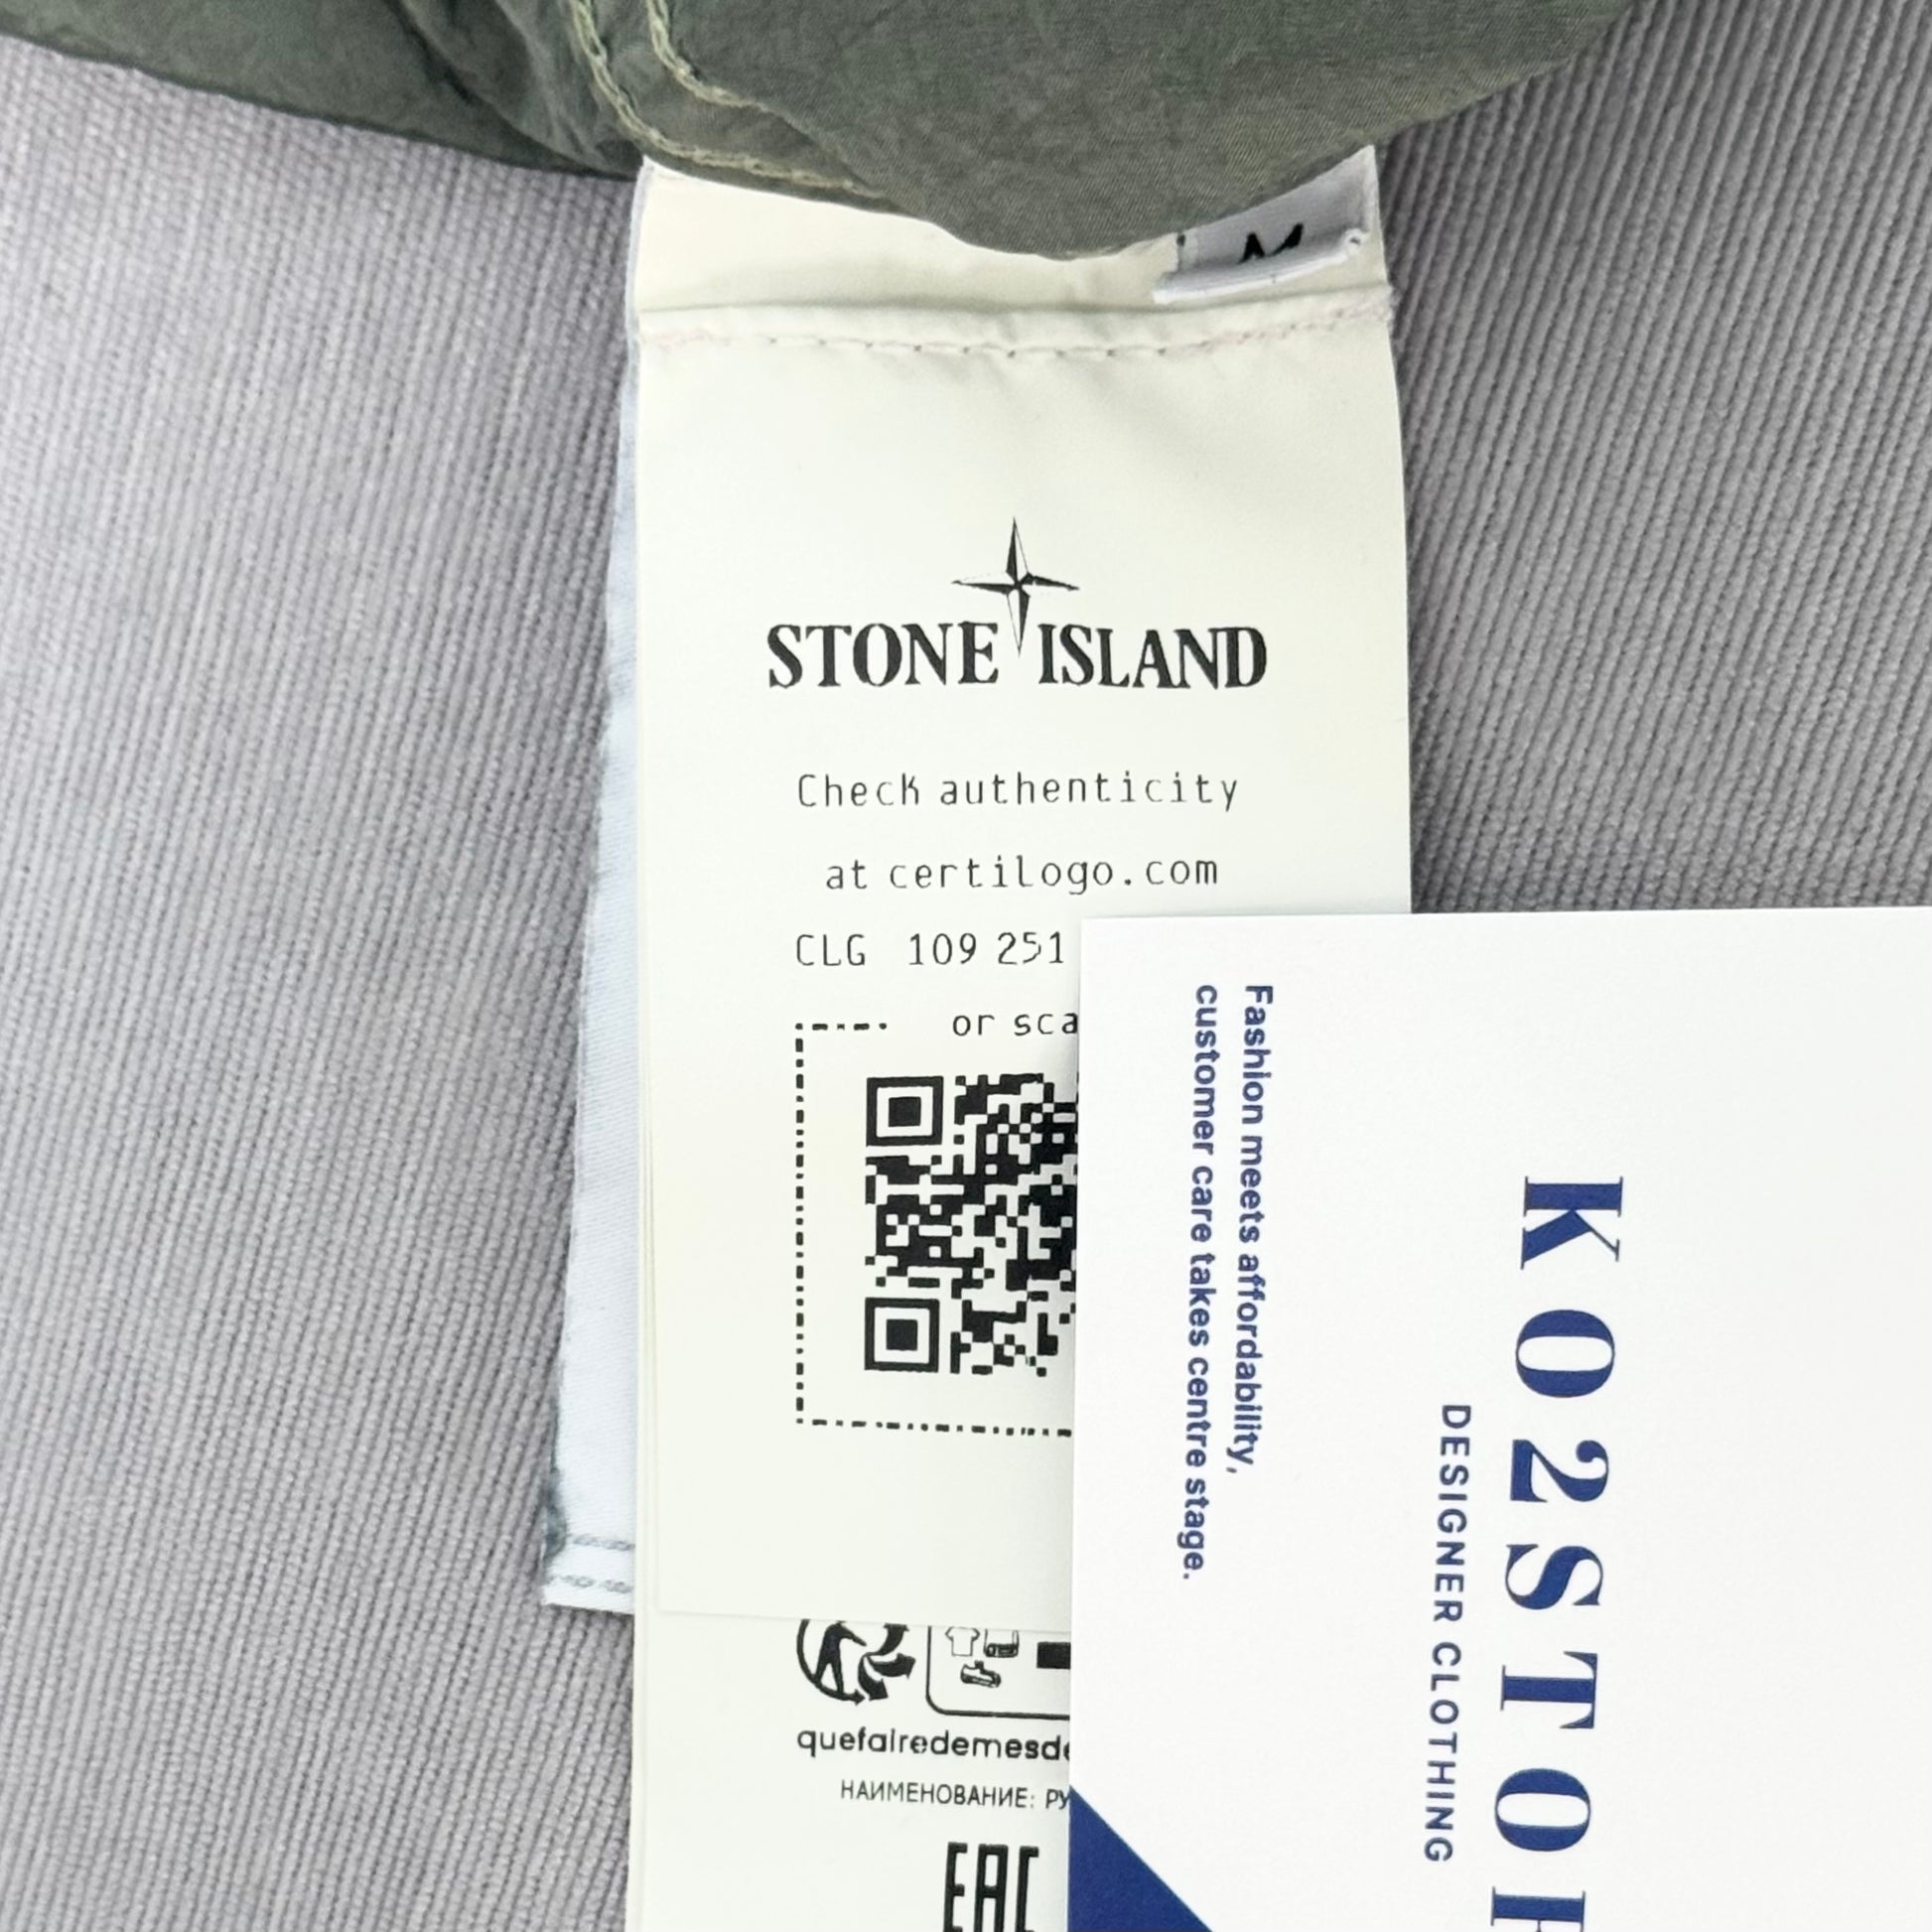 M
STONE ISLAND
Check authenticity
at certilogo.com
CLG 109 251
or sca
quefairedemesde
НАИМЕНОВАНИЕ: РУ
EAC
Fashion meets affordability,
customer care takes centre stage.
KO2STO
DESIGNER CLOTHING